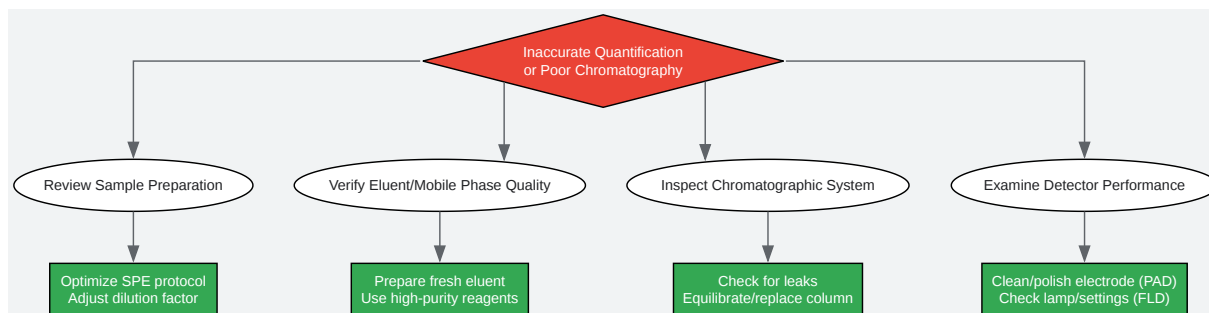 Inaccurate Quantification
or Poor Chromatography
Review Sample Preparation
Verify Eluent/Mobile Phase Quality
Inspect Chromatographic System
Examine Detector Performance
Optimize SPE protocol
Adjust dilution factor
Prepare fresh eluent
Use high-purity reagents
Check for leaks
Equilibrate/replace column
Clean/polish electrode (PAD)
Check lamp/settings (FLD)